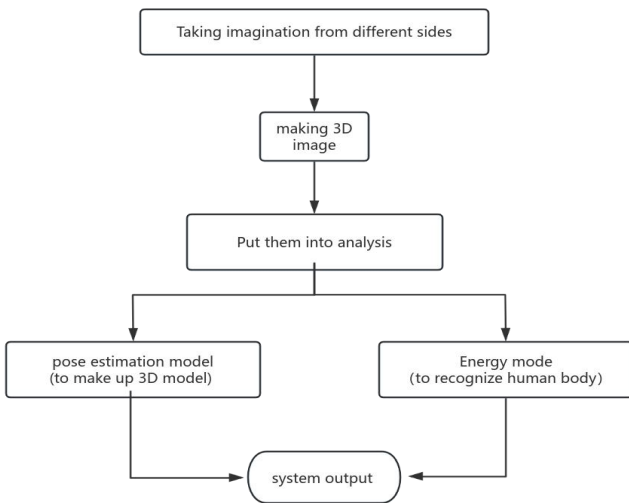 Taking imagination from different sides
making 3D
image
Put them into analysis
pose estimation model
(to make up 3D model)
Energy mode
(to recognize human body)
system output